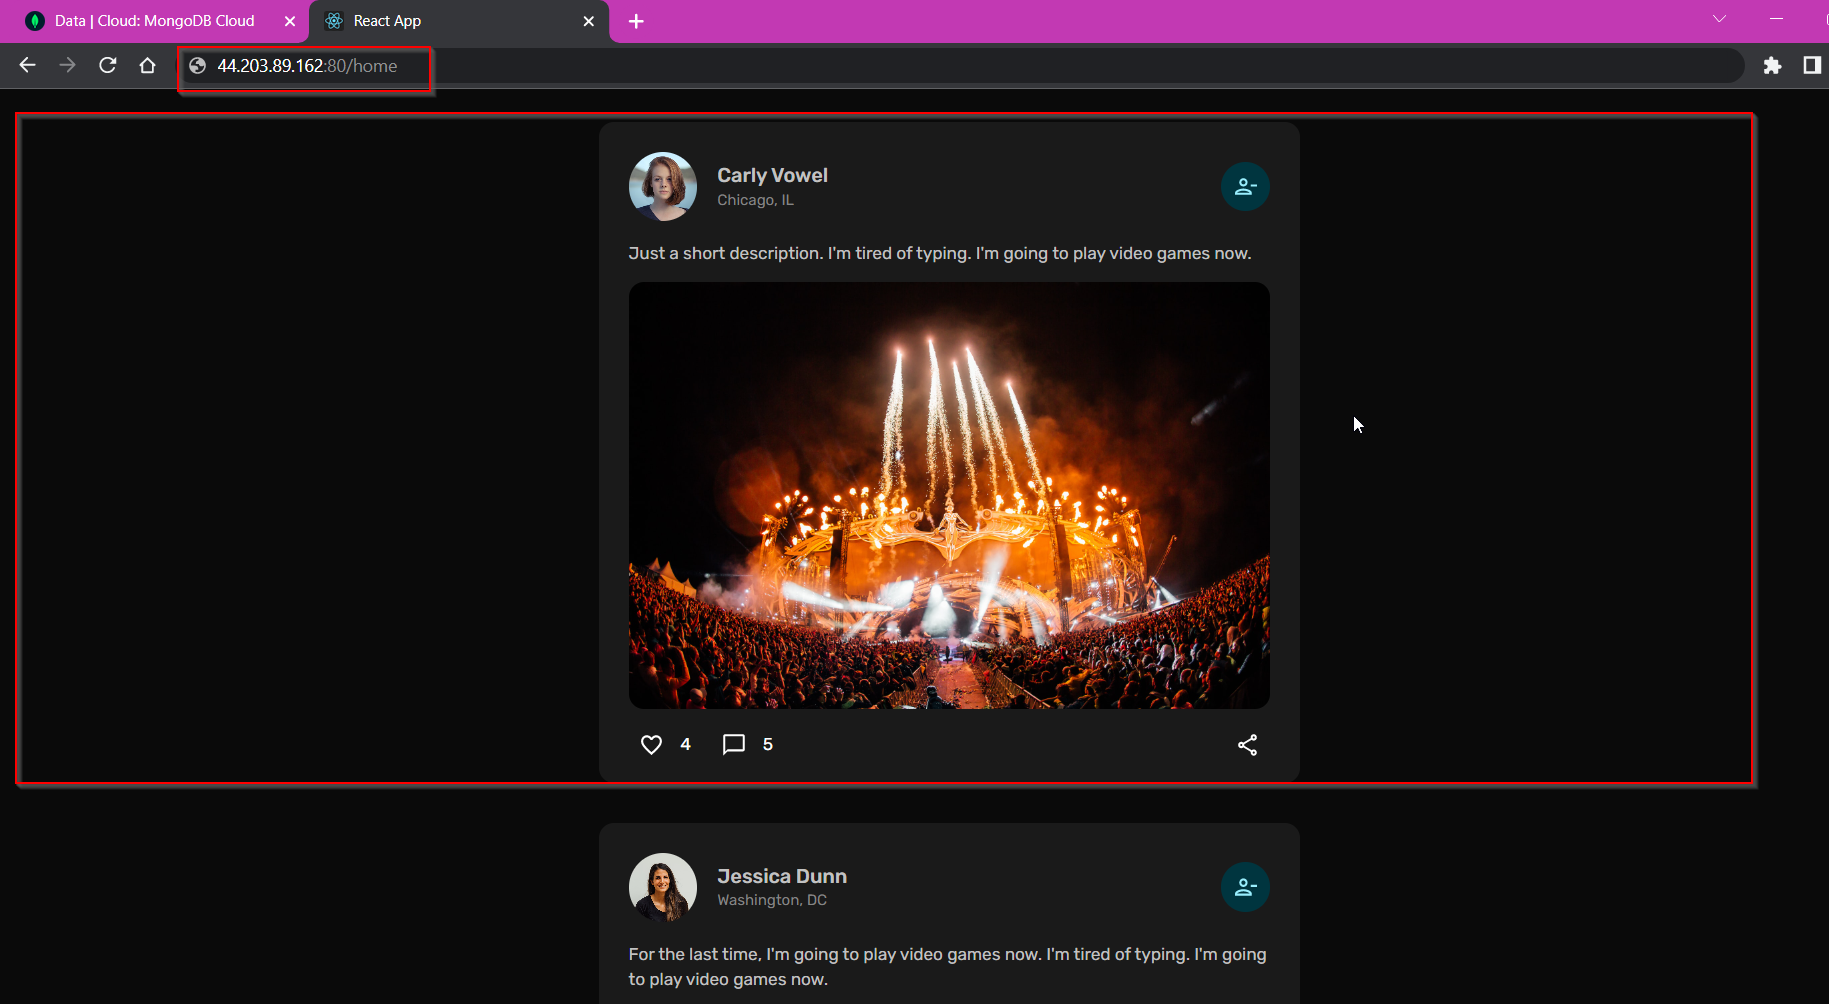 Data | Cloud: MongoDB Cloud
React App
44.203.89.162:80/home
Carly Vowel
Chicago, IL
Just a short description. I'm tired of typing. I'm going to play video games now.
4
5
Jessica Dunn
Washington, DC
For the last time, I'm going to play video games now. I'm tired of typing. I'm going
to play video games now.